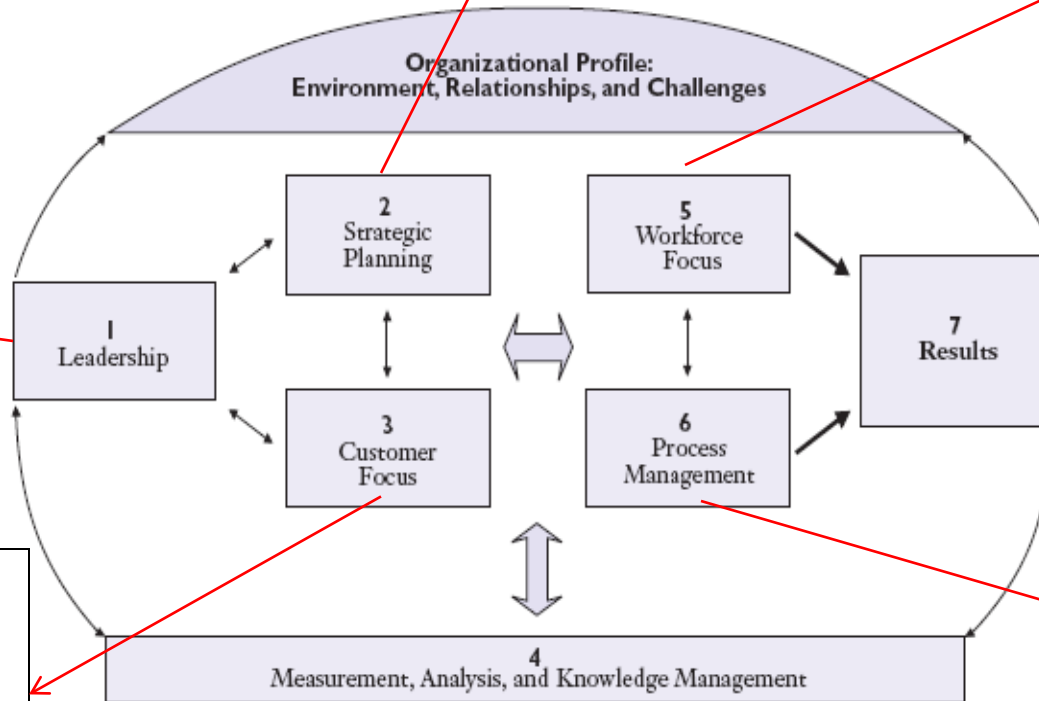 Organizational Profile:
Environment, Relationships, and Challenges
2
Strategic
Planning
5
Workforce
Focus
1
Leadership
7
Results
3
Customer
Focus
6
Process
Management
4
Measurement, Analysis, and Knowledge Management